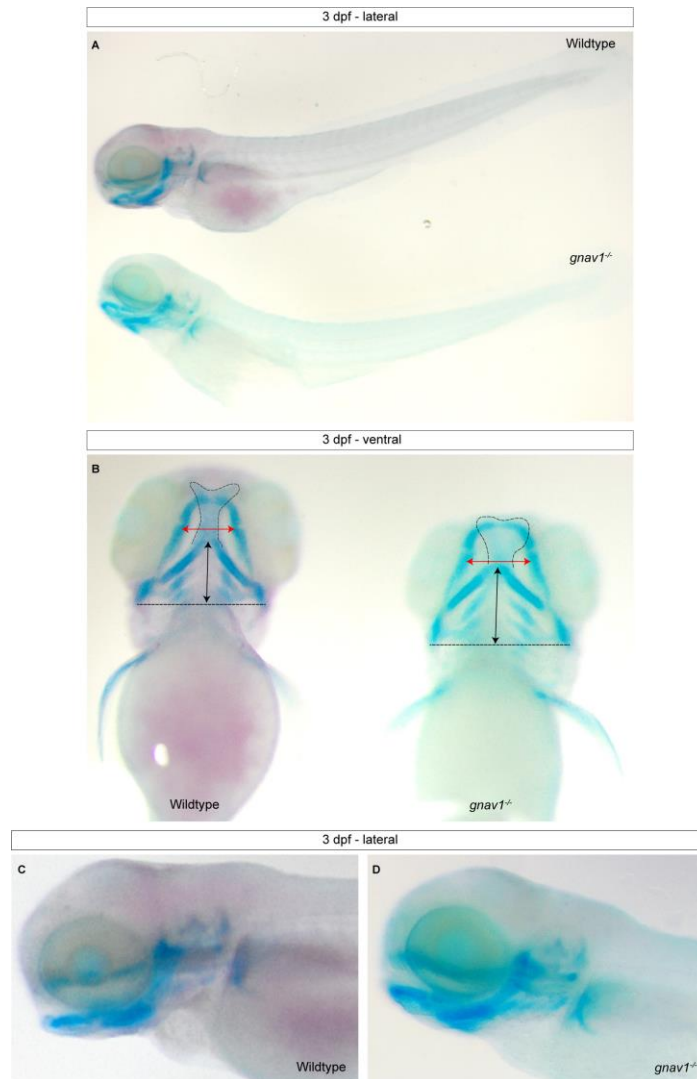 3 dpf - lateral
A
Wildtype
gnav1-/-
3 dpf - ventral
B
Wildtype
gnav1-/-
3 dpf - lateral
C
Wildtype
D
gnav1-/-